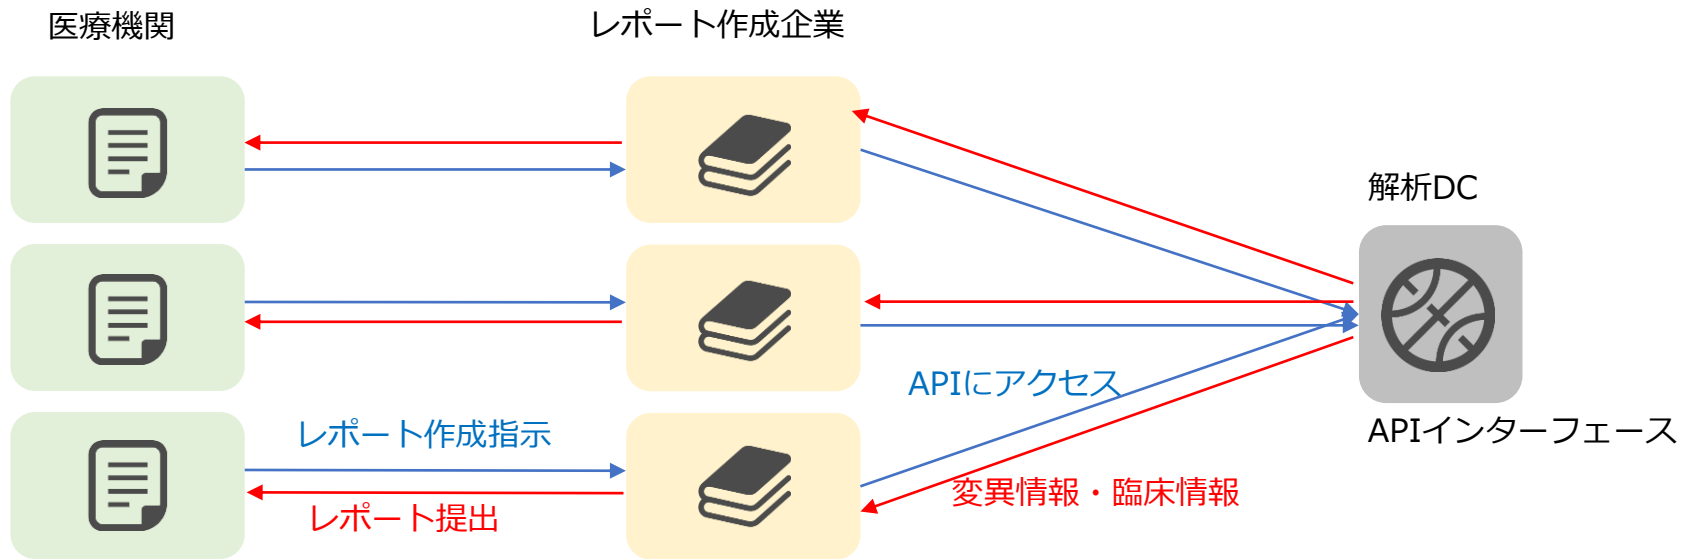 医療機関
レポート作成企業
解析DC
APIにアクセス
APIインターフェース
レポート作成指示
変異情報・臨床情報
レポート提出